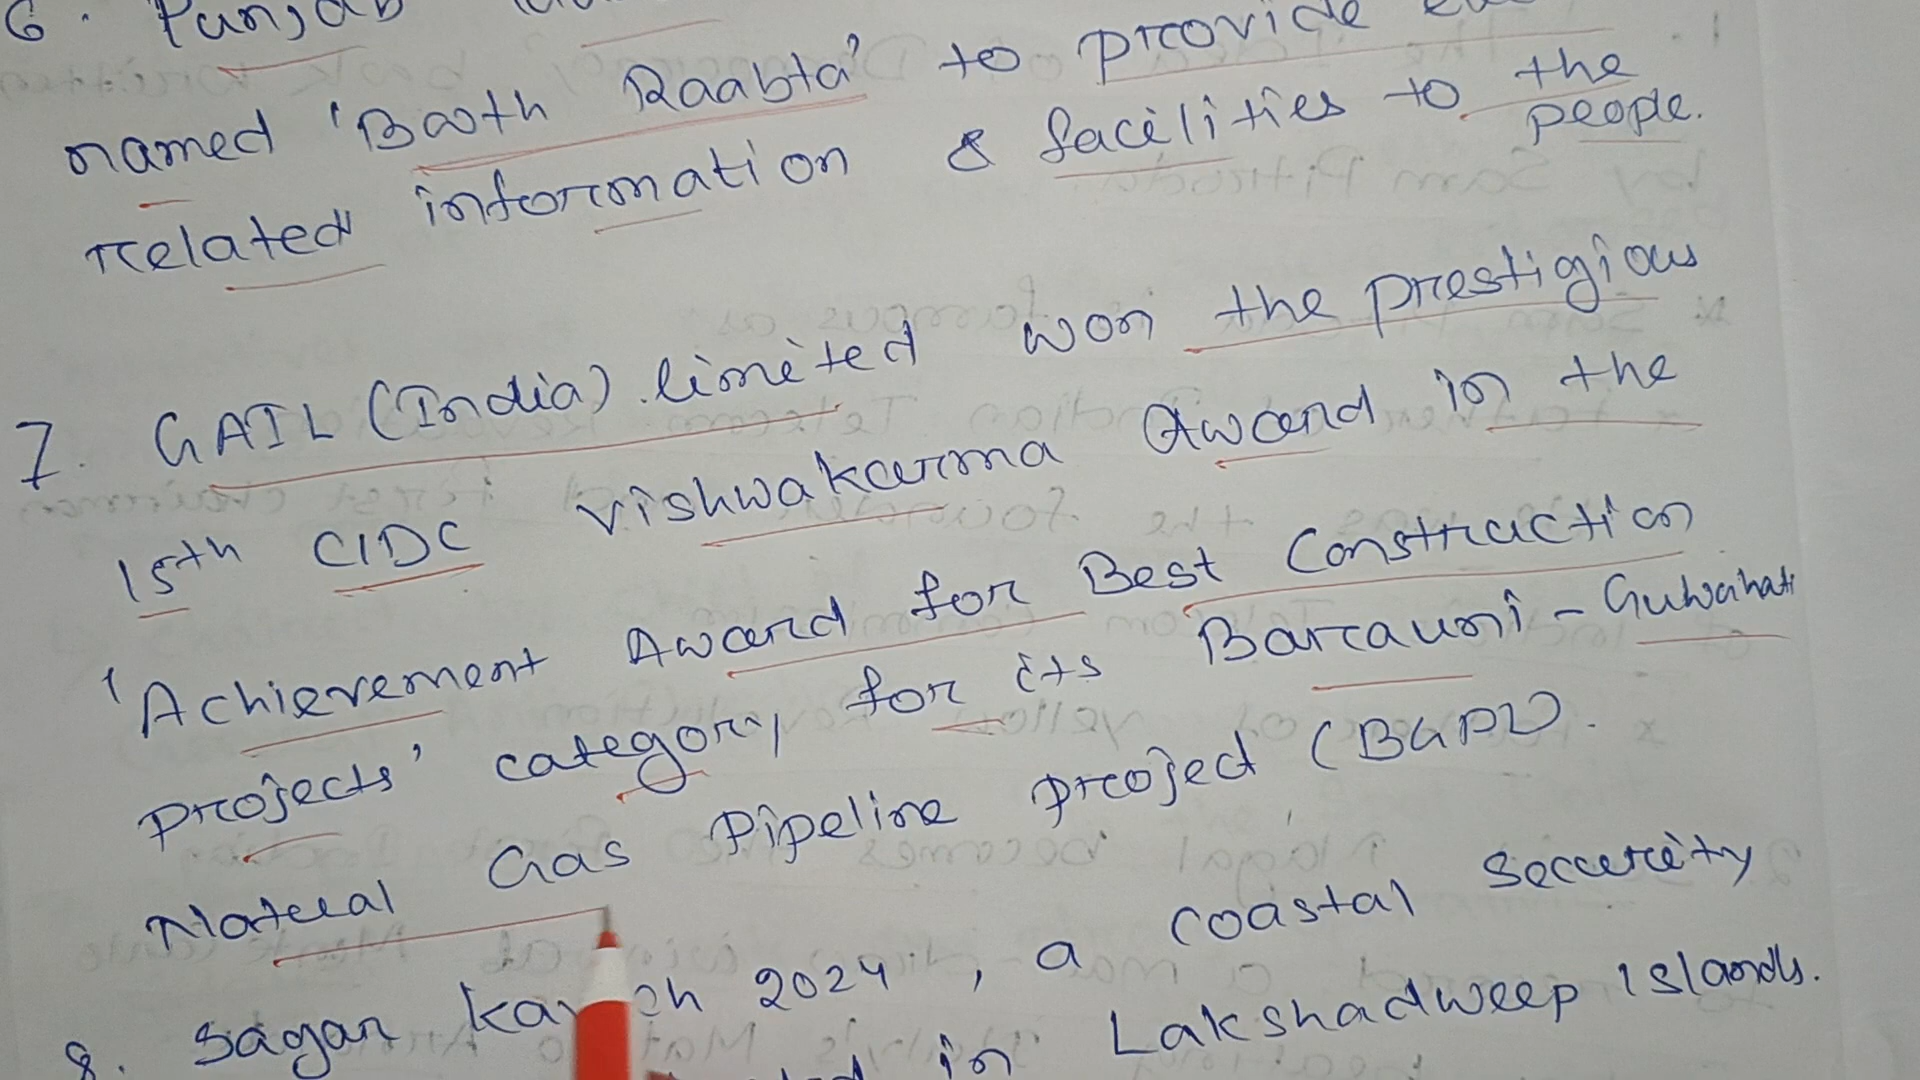 6. Punjab
named 'Booth Raabta' to provide
related information & facilities to the people.
7. GAIL (India) limited won the prestigious
15th CIDC Vishwakarma Award in the
'Achievement Award for Best Construction
Projects' category, for its Barauni - Guwahati
Natural Gas Pipeline project (BGPL).
8. Sagar 2024, a coastal security
in Lakshadweep Islands.